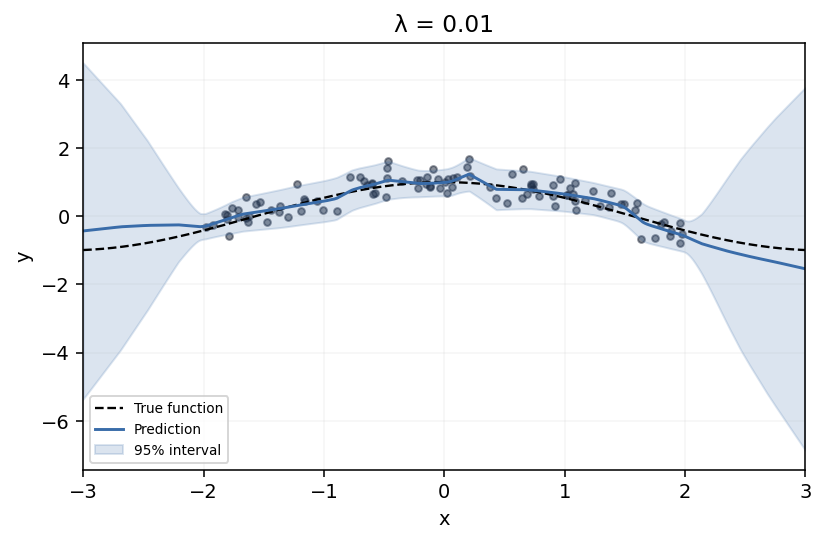 λ = 0.01
4
2
0
−2
−4
−6
y
True function
Prediction
95% interval
−3 −2 −1 0 1 2 3
x